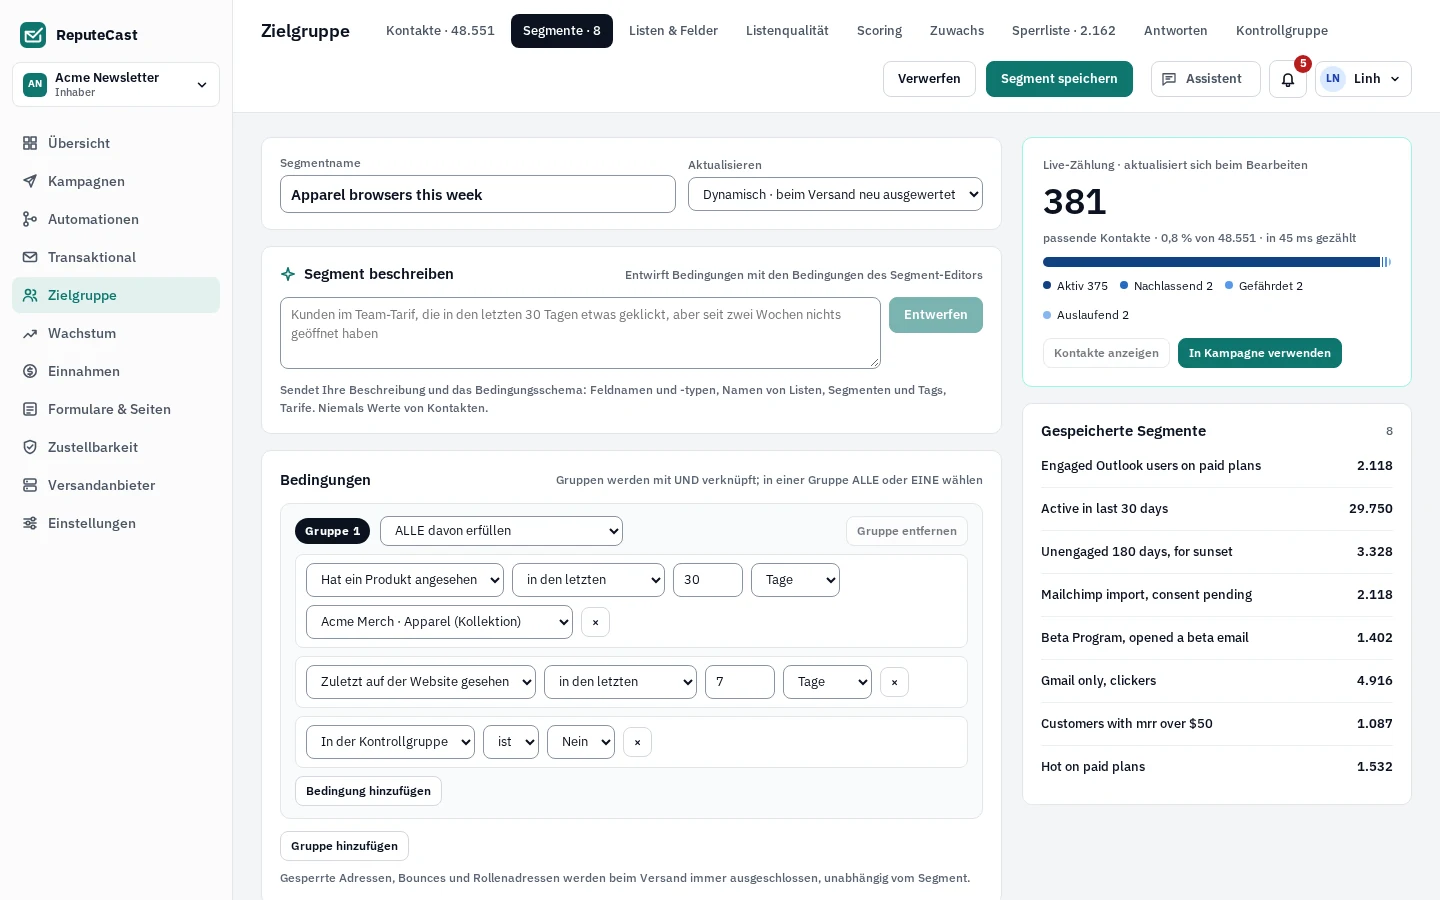 ReputeCast
AN
Acme Newsletter
Inhaber
Übersicht
Kampagnen
Automationen
Transaktional
Zielgruppe
Wachstum
Einnahmen
Formulare & Seiten
Zustellbarkeit
Versandanbieter
Einstellungen
Zielgruppe
Kontakte · 48.551
Segmente · 8
Listen & Felder
Listenqualität
Scoring
Zuwachs
Sperrliste · 2.162
Antworten
Kontrollgruppe
Verwerfen
Segment speichern
Assistent
5
LN
Linh
Segmentname
Apparel browsers this week
Aktualisieren
Dynamisch · beim Versand neu ausgewertet
Segment beschreiben
Entwirft Bedingungen mit den Bedingungen des Segment-Editors
Kunden im Team-Tarif, die in den letzten 30 Tagen etwas geklickt, aber seit zwei Wochen nichts
geöffnet haben
Entwerfen
Sendet Ihre Beschreibung und das Bedingungsschema: Feldnamen und -typen, Namen von Listen, Segmenten und Tags,
Tarife. Niemals Werte von Kontakten.
Bedingungen
Gruppen werden mit UND verknüpft; in einer Gruppe ALLE oder EINE wählen
Gruppe 1
ALLE davon erfüllen
Gruppe entfernen
Hat ein Produkt angesehen
in den letzten
30
Tage
Acme Merch · Apparel (Kollektion)
×
Zuletzt auf der Website gesehen
in den letzten
7
Tage
×
In der Kontrollgruppe
ist
Nein
×
Bedingung hinzufügen
Gruppe hinzufügen
Gesperrte Adressen, Bounces und Rollenadressen werden beim Versand immer ausgeschlossen, unabhängig vom Segment.
Live-Zählung · aktualisiert sich beim Bearbeiten
381
passende Kontakte · 0,8 % von 48.551 · in 45 ms gezählt
Aktiv 375
Nachlassend 2
Gefährdet 2
Auslaufend 2
Kontakte anzeigen
In Kampagne verwenden
Gespeicherte Segmente
8
Engaged Outlook users on paid plans
2.118
Active in last 30 days
29.750
Unengaged 180 days, for sunset
3.328
Mailchimp import, consent pending
2.118
Beta Program, opened a beta email
1.402
Gmail only, clickers
4.916
Customers with mrr over $50
1.087
Hot on paid plans
1.532